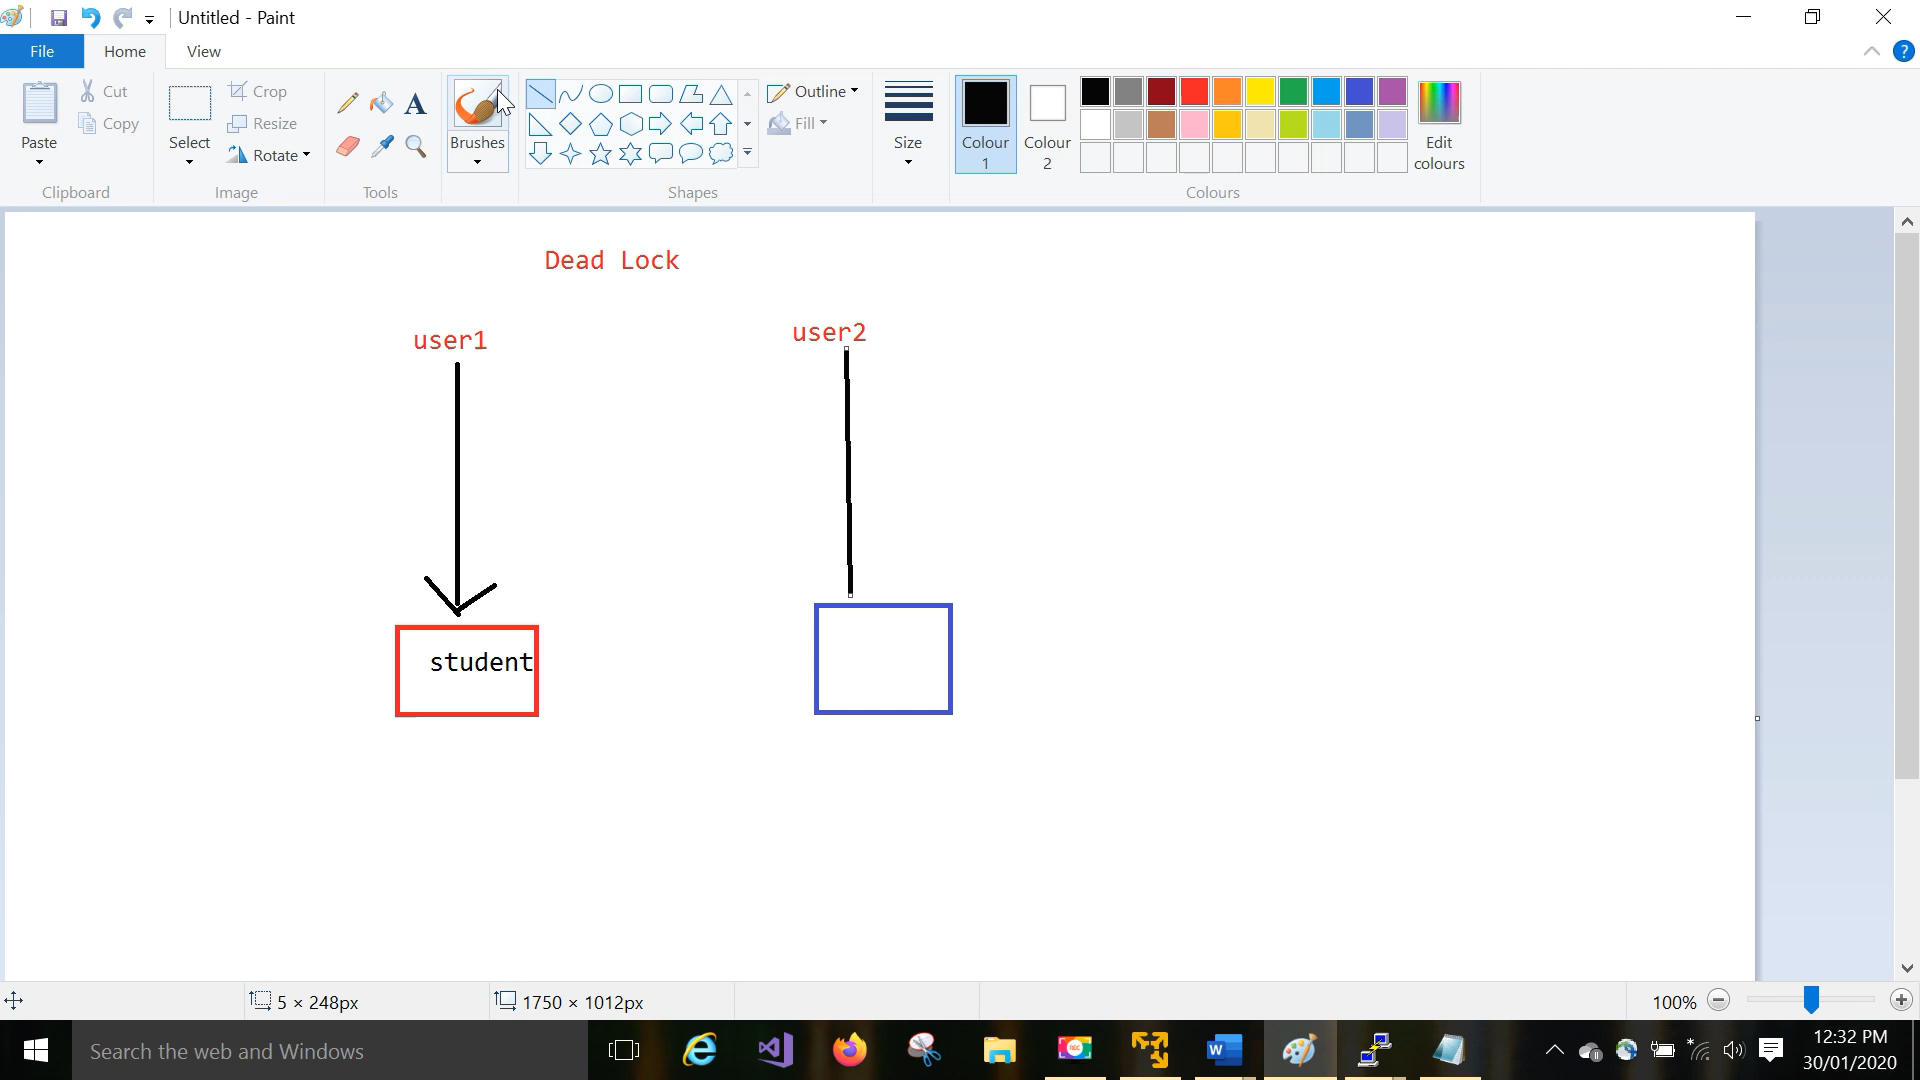 Untitled - Paint
File Home View
Paste
Cut
Copy
Clipboard
Select
Crop
Resize
Rotate
Image
Tools
Brushes
Shapes
Outline
Fill
Size
Colour 1
Colour 2
Edit colours
Colours
Dead Lock
user1
user2
student
5 × 248px
1750 × 1012px
100%
Search the web and Windows
12:32 PM
30/01/2020